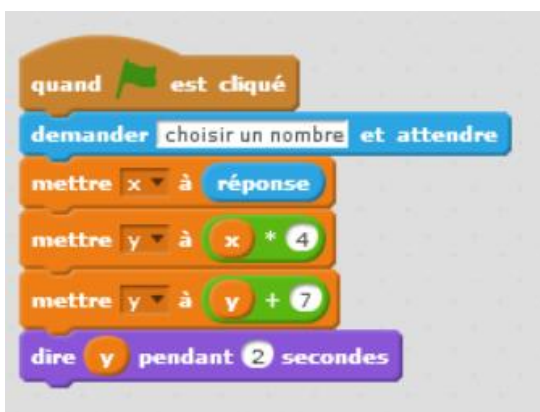 quand est cliqué
demander choisir un nombre et attendre
mettre x à réponse
mettre y à x * 4
mettre y à y + 7
dire y pendant 2 secondes